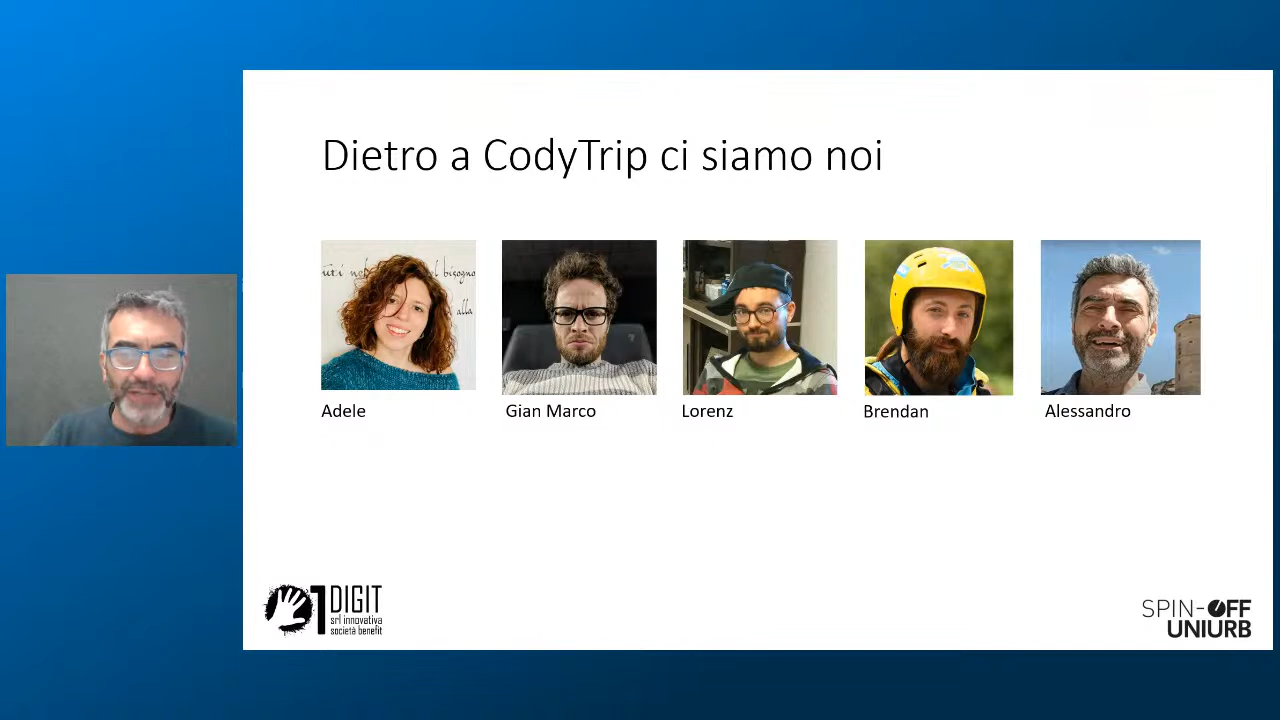 Dietro a CodyTrip ci siamo noi
Adele
Gian Marco
Lorenz
Brendan
Alessandro
1 DIGIT
srl innovativa
società benefit
SPIN-OFF
UNIURB